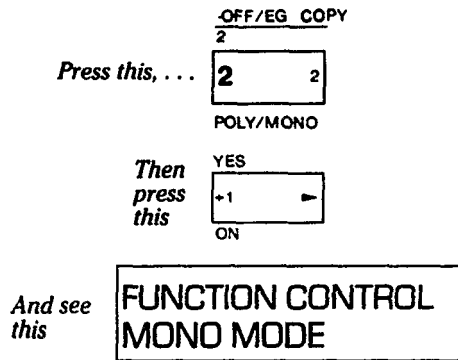 -OFF/EG COPY
2
Press this, . . .
2 2
POLY/MONO
Then press this
YES
+1
ON
And see this
FUNCTION CONTROL
MONO MODE